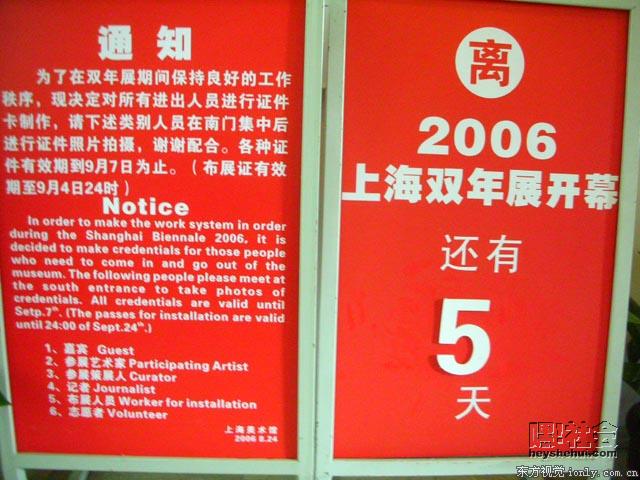 通 知
为了在双年展期间保持良好的工作
秩序，现决定对所有进出人员进行证件
卡制作，请下述类别人员在南门集中后
进行证件照片拍摄，谢谢配合。各种证
件有效期到9月7日为止。（布展证有效
期至9月4日24时）
Notice
In order to make the work system in order
during the Shanghai Biennale 2006, it is
decided to make credentials for those people
who need to come in and go out of the
museum. The following people please meet at
the south entrance to take photos of
credentials. All credentials are valid until
Setp.7th. (The passes for installation are valid
until 24:00 of Sept.24th.)
1、嘉宾 Guest
2、参展艺术家 Participating Artist
3、参展策展人 Curator
4、记者 Journalist
5、布展人员 Worker for installation
6、志愿者 Volunteer
上海美术馆
2006 8.24
离
2006
上海双年展开幕
还有
5
天
嘿!社会
heyshehui.com
东方视觉 ionly.com.cn